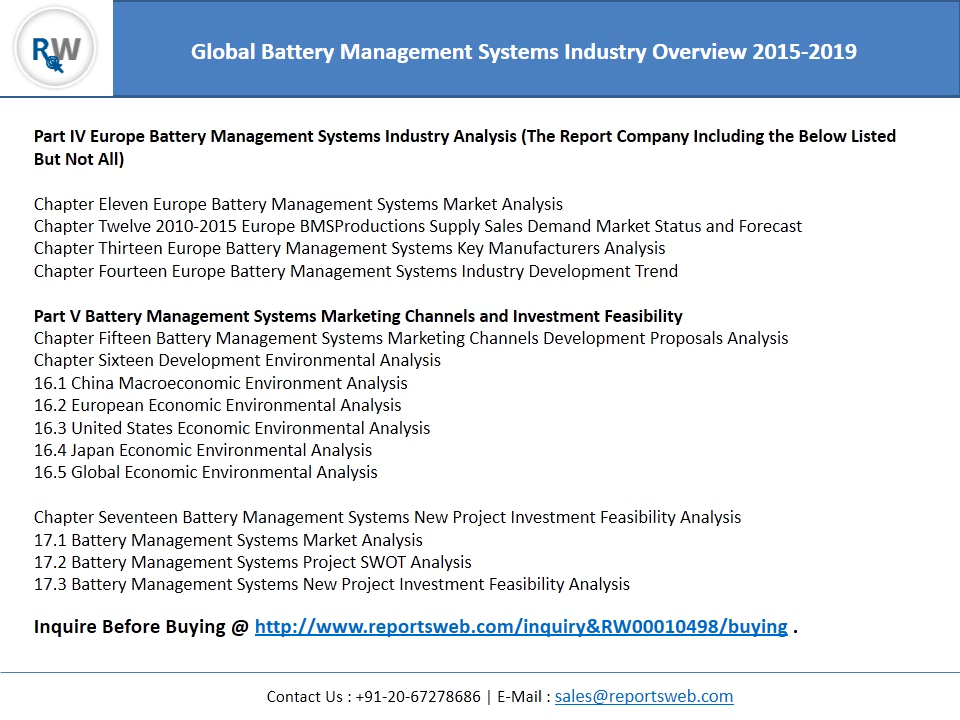 RW
Global Battery Management Systems Industry Overview 2015-2019
Part IV Europe Battery Management Systems Industry Analysis (The Report Company Including the Below Listed
But Not All)
Chapter Eleven Europe Battery Management Systems Market Analysis
Chapter Twelve 2010-2015 Europe BMSProductions Supply Sales Demand Market Status and Forecast
Chapter Thirteen Europe Battery Management Systems Key Manufacturers Analysis
Chapter Fourteen Europe Battery Management Systems Industry Development Trend
Part V Battery Management Systems Marketing Channels and Investment Feasibility
Chapter Fifteen Battery Management Systems Marketing Channels Development Proposals Analysis
Chapter Sixteen Development Environmental Analysis
16.1 China Macroeconomic Environment Analysis
16.2 European Economic Environmental Analysis
16.3 United States Economic Environmental Analysis
16.4 Japan Economic Environmental Analysis
16.5 Global Economic Environmental Analysis
Chapter Seventeen Battery Management Systems New Project Investment Feasibility Analysis
17.1 Battery Management Systems Market Analysis
17.2 Battery Management Systems Project SWOT Analysis
17.3 Battery Management Systems New Project Investment Feasibility Analysis
Inquire Before Buying @ http://www.reportsweb.com/inquiry&RW00010498/buying .
Contact Us : +91-20-67278686 | E-Mail : sales@reportsweb.com